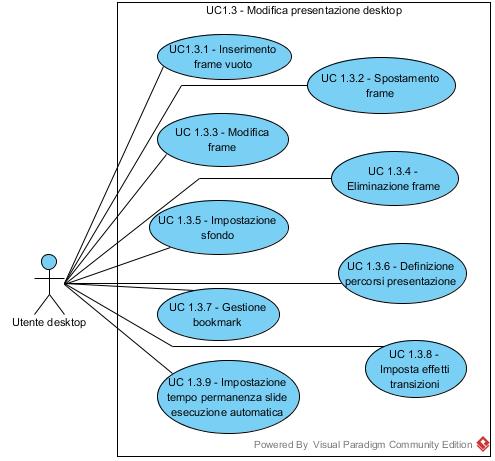 UC1.3 - Modifica presentazione desktop
UC1.3.1 - Inserimento
frame vuoto
UC 1.3.2 - Spostamento
frame
UC 1.3.3 - Modifica
frame
UC 1.3.4 -
Eliminazione frame
UC 1.3.5 - Impostazione
sfondo
UC 1.3.6 - Definizione
percorsi presentazione
UC 1.3.7 - Gestione
bookmark
Utente desktop
UC 1.3.8 -
Imposta effetti
transizioni
UC 1.3.9 - Impostazione
tempo permanenza slide
esecuzione automatica
Powered By Visual Paradigm Community Edition